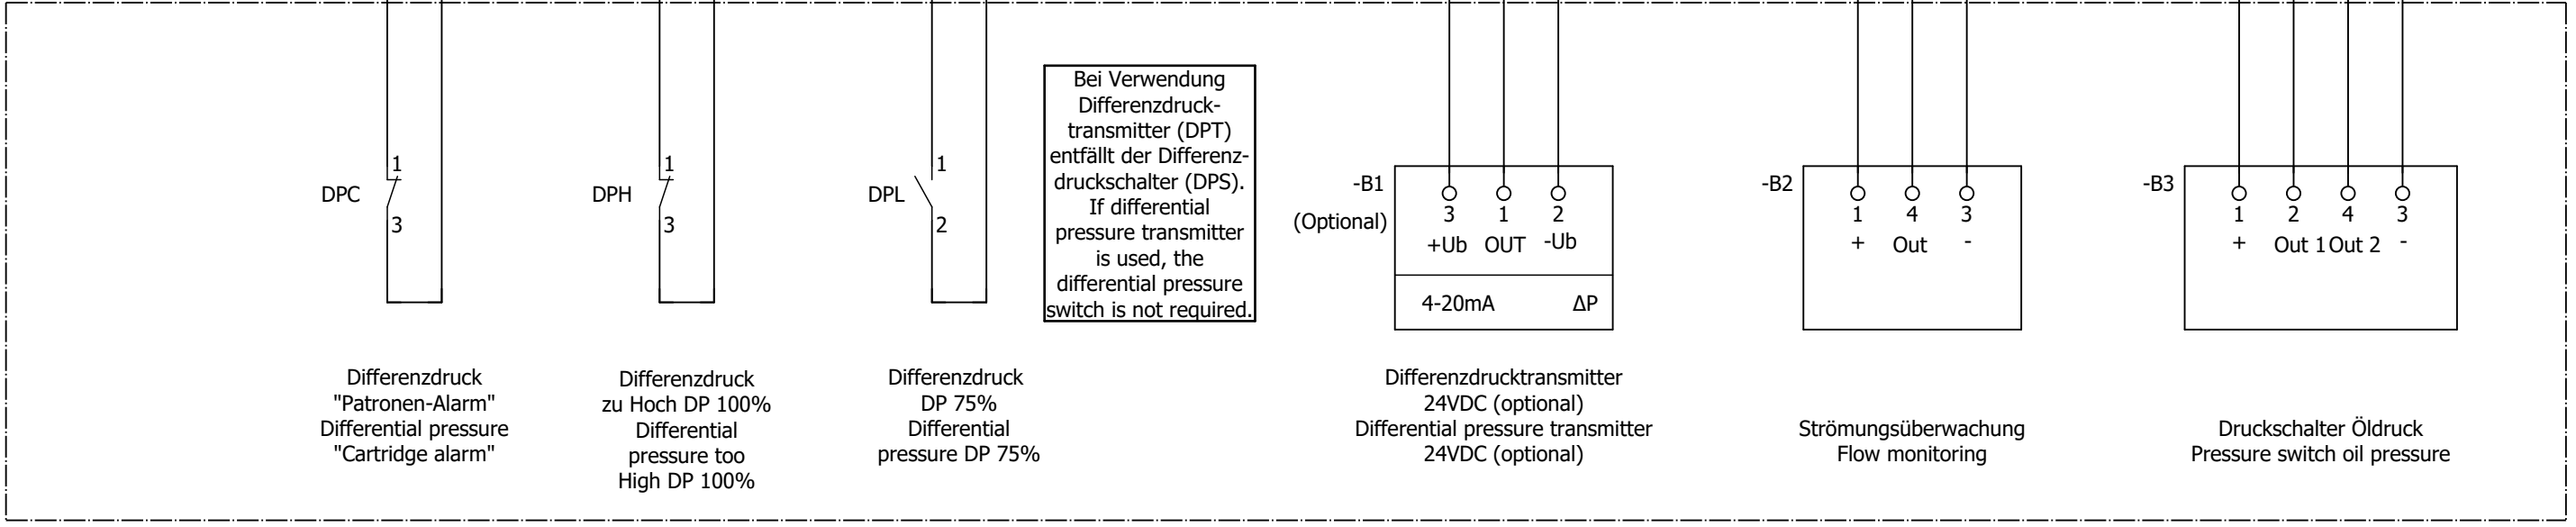 DPC
1
3
Differenzdruck
"Patronen-Alarm"
Differential pressure
"Cartridge alarm"
DPH
1
3
Differenzdruck
zu Hoch DP 100%
Differential
pressure too
High DP 100%
DPL
1
2
Differenzdruck
DP 75%
Differential
pressure DP 75%
Bei Verwendung
Differenzdruck-
transmitter (DPT)
entfällt der Differenz-
druckschalter (DPS).
If differential
pressure transmitter
is used, the
differential pressure
switch is not required.
-B1
(Optional)
3 1 2
+Ub OUT -Ub
4-20mA ΔP
Differenzdrucktransmitter
24VDC (optional)
Differential pressure transmitter
24VDC (optional)
-B2
1 4 3
+ Out -
Strömungsüberwachung
Flow monitoring
-B3
1 2 4 3
+ Out 1 Out 2 -
Druckschalter Öldruck
Pressure switch oil pressure